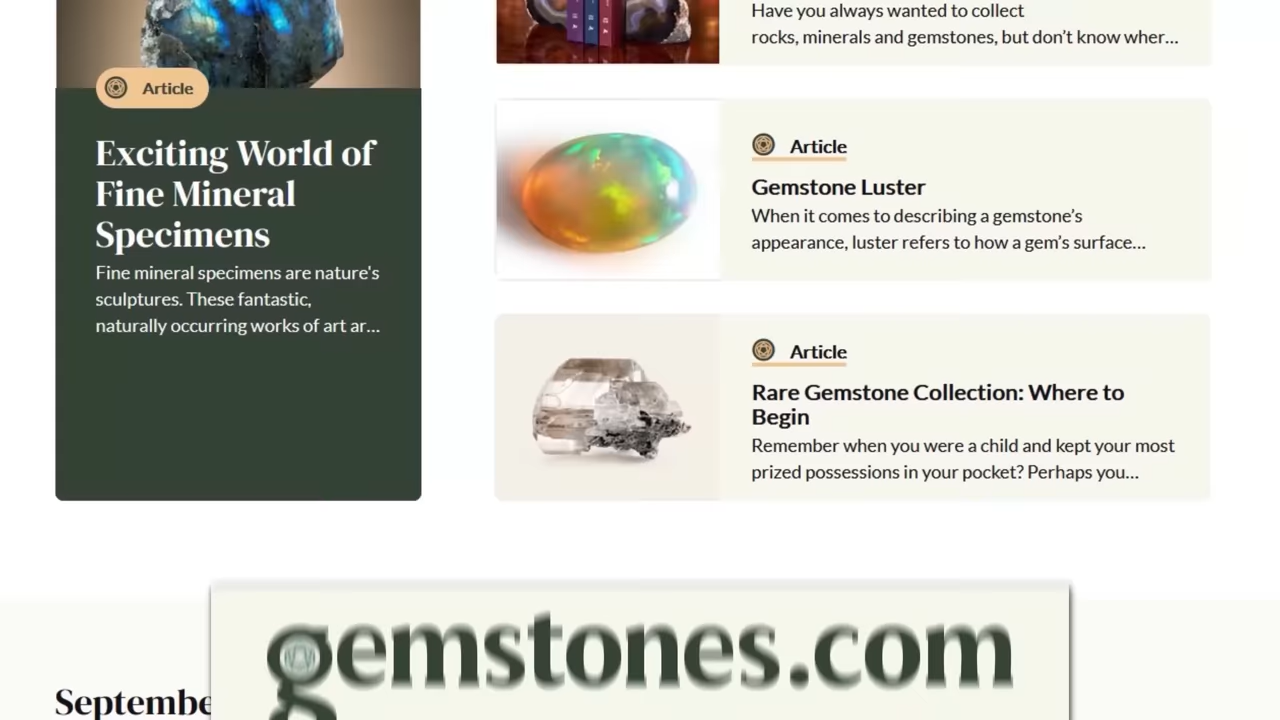 Article
Exciting World of
Fine Mineral
Specimens
Fine mineral specimens are nature's
sculptures. These fantastic,
naturally occurring works of art ar...
Have you always wanted to collect
rocks, minerals and gemstones, but don’t know wher...
Article
Gemstone Luster
When it comes to describing a gemstone’s
appearance, luster refers to how a gem’s surface...
Article
Rare Gemstone Collection: Where to
Begin
Remember when you were a child and kept your most
prized possessions in your pocket? Perhaps you...
gemstones.com
Septembe